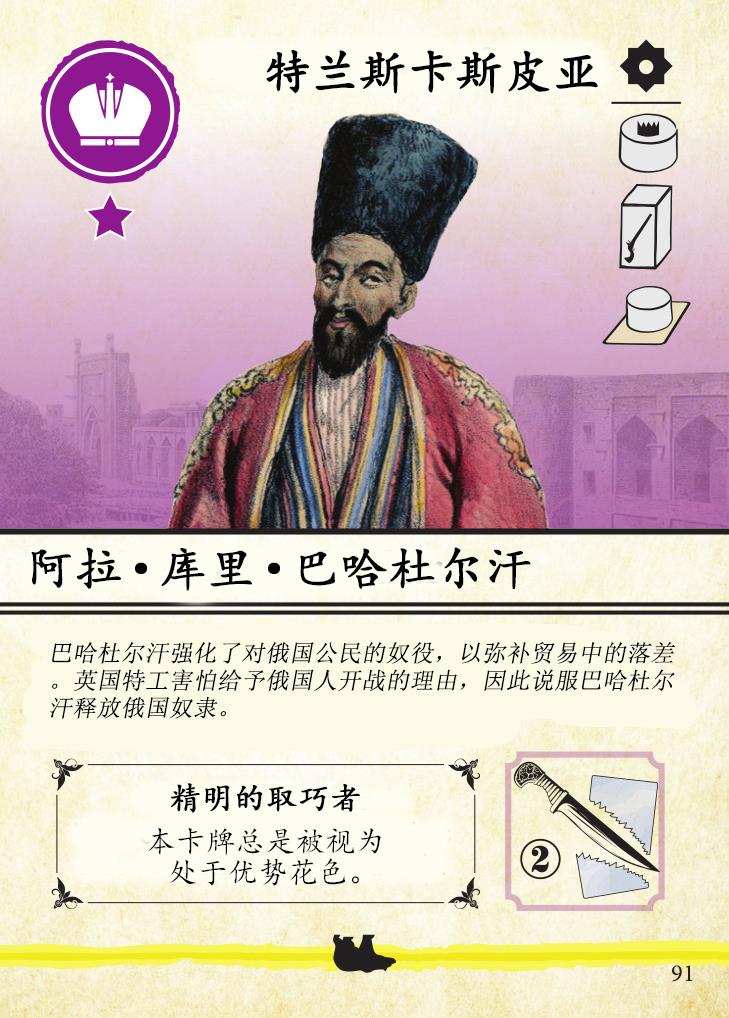 特兰斯卡斯皮亚
阿拉•库里•巴哈杜尔汗
巴哈杜尔汗强化了对俄国公民的奴役，以弥补贸易中的落差
。英国特工害怕给予俄国人开战的理由，因此说服巴哈杜尔
汗释放俄国奴隶。
精明的取巧者
本卡牌总是被视为
处于优势花色。
2
91